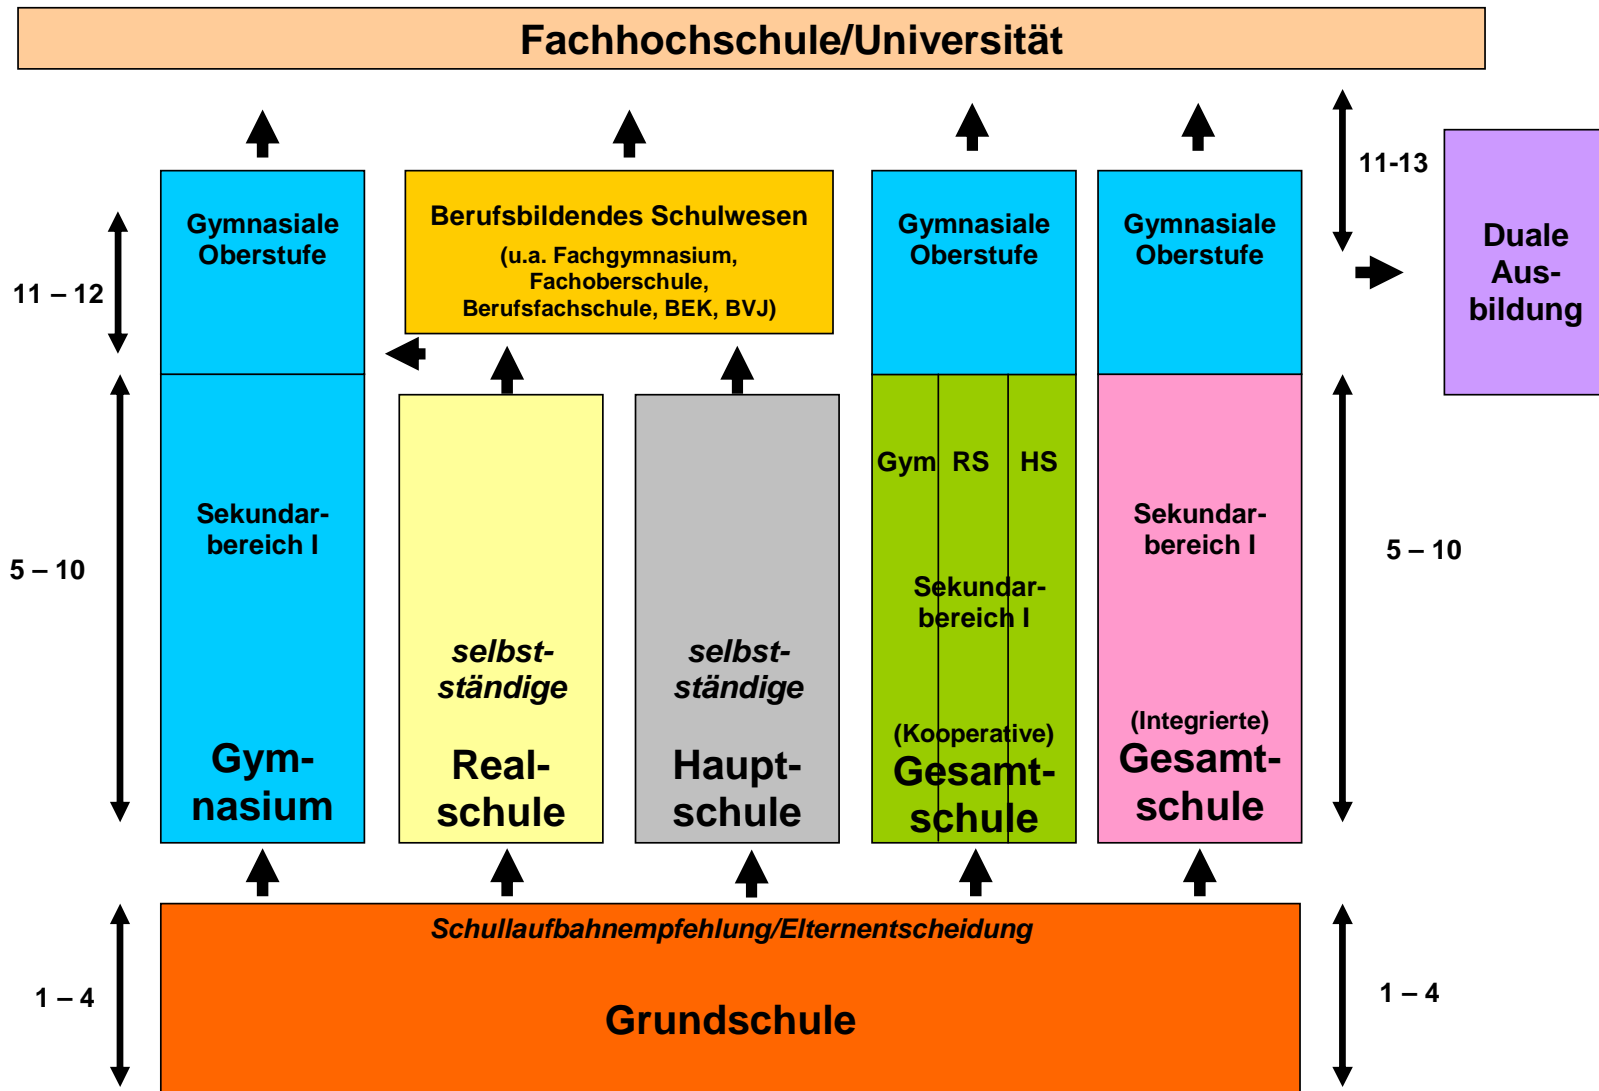 Fachhochschule/Universität
11-13
Gymnasiale
Oberstufe
Berufsbildendes Schulwesen
(u.a. Fachgymnasium,
Fachoberschule,
Berufsfachschule, BEK, BVJ)
Gymnasiale
Oberstufe
Gymnasiale
Oberstufe
Duale
Aus-
bildung
11 – 12
Gym RS HS
Sekundar-
bereich I
Sekundar-
bereich I
Sekundar-
bereich I
5 – 10
5 – 10
selbst-
ständige
selbst-
ständige
Gym-
nasium
Real-
schule
Haupt-
schule
(Kooperative)
Gesamt-
schule
(Integrierte)
Gesamt-
schule
Schullaufbahnempfehlung/Elternentscheidung
1 – 4
1 – 4
Grundschule